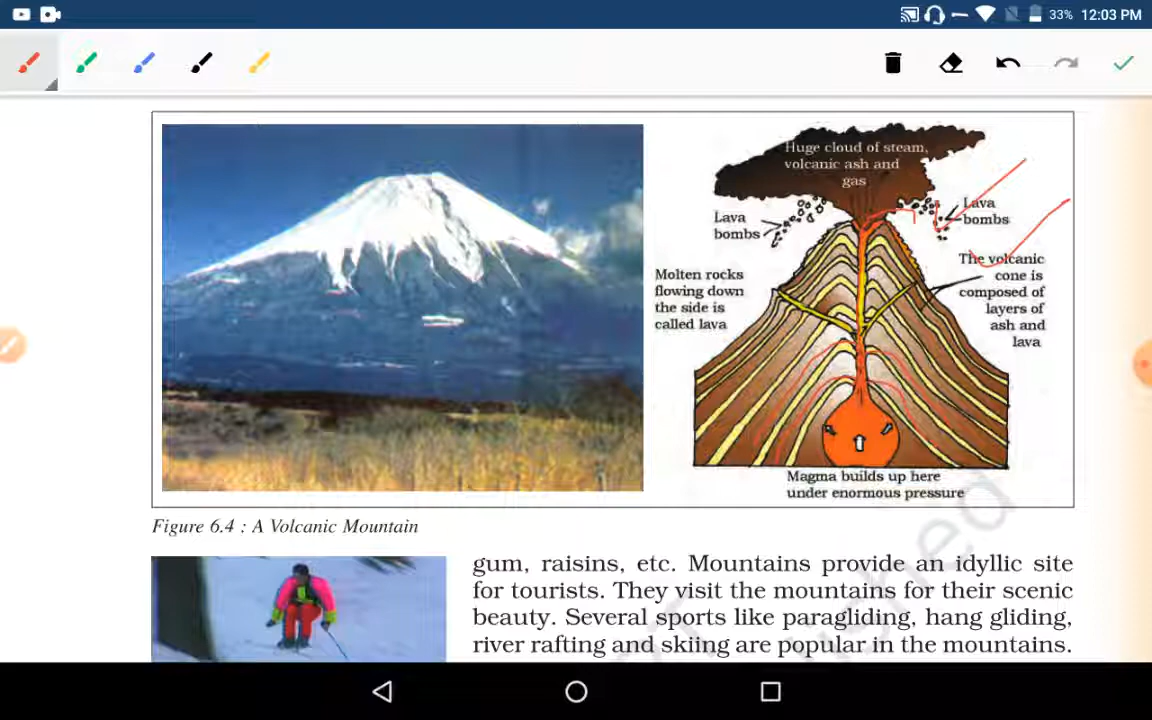 33% 12:03 PM
Huge cloud of steam,
volcanic ash and
gas
Lava
bombs
Lava
bombs
Molten rocks
flowing down
the side is
called lava
The volcanic
cone is
composed of
layers of
ash and
lava
Magma builds up here
under enormous pressure
Figure 6.4 : A Volcanic Mountain
gum, raisins, etc. Mountains provide an idyllic site
for tourists. They visit the mountains for their scenic
beauty. Several sports like paragliding, hang gliding,
river rafting and skiing are popular in the mountains.